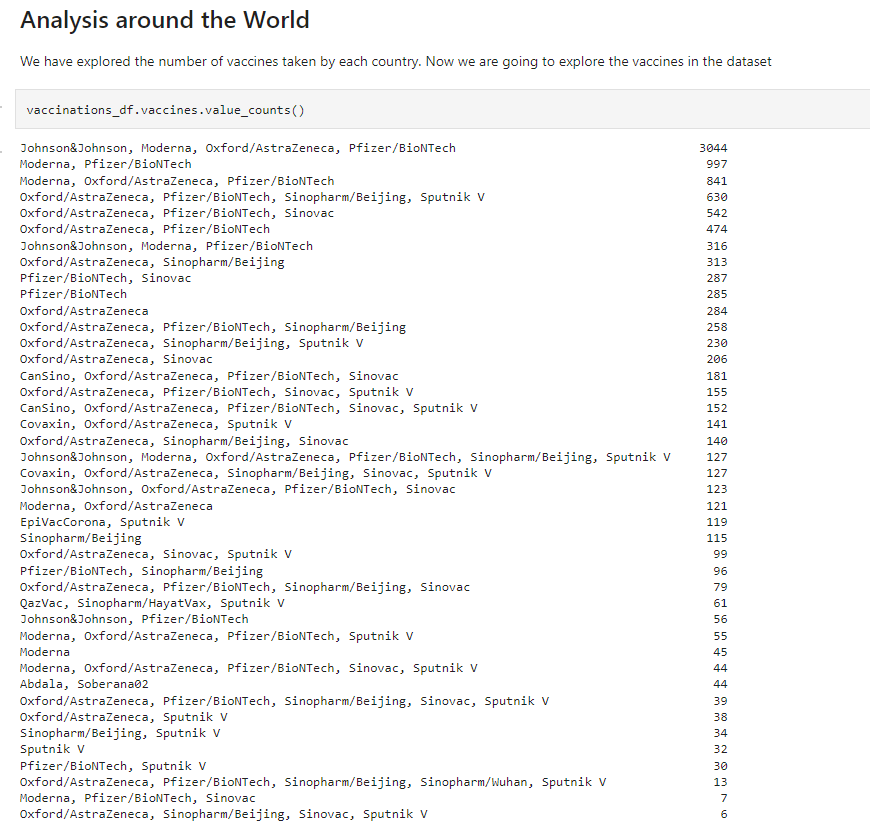 Analysis around the World
We have explored the number of vaccines taken by each country. Now we are going to explore the vaccines in the dataset
vaccinations_df.vaccines.value_counts()
Johnson&Johnson, Moderna, Oxford/AstraZeneca, Pfizer/BioNTech 3044
Moderna, Pfizer/BioNTech 997
Moderna, Oxford/AstraZeneca, Pfizer/BioNTech 841
Oxford/AstraZeneca, Pfizer/BioNTech, Sinopharm/Beijing, Sputnik V 630
Oxford/AstraZeneca, Pfizer/BioNTech, Sinovac 542
Oxford/AstraZeneca, Pfizer/BioNTech 474
Johnson&Johnson, Moderna, Pfizer/BioNTech 316
Oxford/AstraZeneca, Sinopharm/Beijing 313
Pfizer/BioNTech, Sinovac 287
Pfizer/BioNTech 285
Oxford/AstraZeneca 284
Oxford/AstraZeneca, Pfizer/BioNTech, Sinopharm/Beijing 258
Oxford/AstraZeneca, Sinopharm/Beijing, Sputnik V 230
Oxford/AstraZeneca, Sinovac 206
CanSino, Oxford/AstraZeneca, Pfizer/BioNTech, Sinovac 181
Oxford/AstraZeneca, Pfizer/BioNTech, Sinovac, Sputnik V 155
CanSino, Oxford/AstraZeneca, Pfizer/BioNTech, Sinovac, Sputnik V 152
Covaxin, Oxford/AstraZeneca, Sputnik V 141
Oxford/AstraZeneca, Sinopharm/Beijing, Sinovac 140
Johnson&Johnson, Moderna, Oxford/AstraZeneca, Pfizer/BioNTech, Sinopharm/Beijing, Sputnik V 127
Covaxin, Oxford/AstraZeneca, Sinopharm/Beijing, Sinovac, Sputnik V 127
Johnson&Johnson, Oxford/AstraZeneca, Pfizer/BioNTech, Sinovac 123
Moderna, Oxford/AstraZeneca 121
EpiVacCorona, Sputnik V 119
Sinopharm/Beijing 115
Oxford/AstraZeneca, Sinovac, Sputnik V 99
Pfizer/BioNTech, Sinopharm/Beijing 96
Oxford/AstraZeneca, Pfizer/BioNTech, Sinopharm/Beijing, Sinovac 79
QazVac, Sinopharm/HayatVax, Sputnik V 61
Johnson&Johnson, Pfizer/BioNTech 56
Moderna, Oxford/AstraZeneca, Pfizer/BioNTech, Sputnik V 55
Moderna 45
Moderna, Oxford/AstraZeneca, Pfizer/BioNTech, Sinovac, Sputnik V 44
Abdala, Soberana02 44
Oxford/AstraZeneca, Pfizer/BioNTech, Sinopharm/Beijing, Sinovac, Sputnik V 39
Oxford/AstraZeneca, Sputnik V 38
Sinopharm/Beijing, Sputnik V 34
Sputnik V 32
Pfizer/BioNTech, Sputnik V 30
Oxford/AstraZeneca, Pfizer/BioNTech, Sinopharm/Beijing, Sinopharm/Wuhan, Sputnik V 13
Moderna, Pfizer/BioNTech, Sinovac 7
Oxford/AstraZeneca, Sinopharm/Beijing, Sinovac, Sputnik V 6